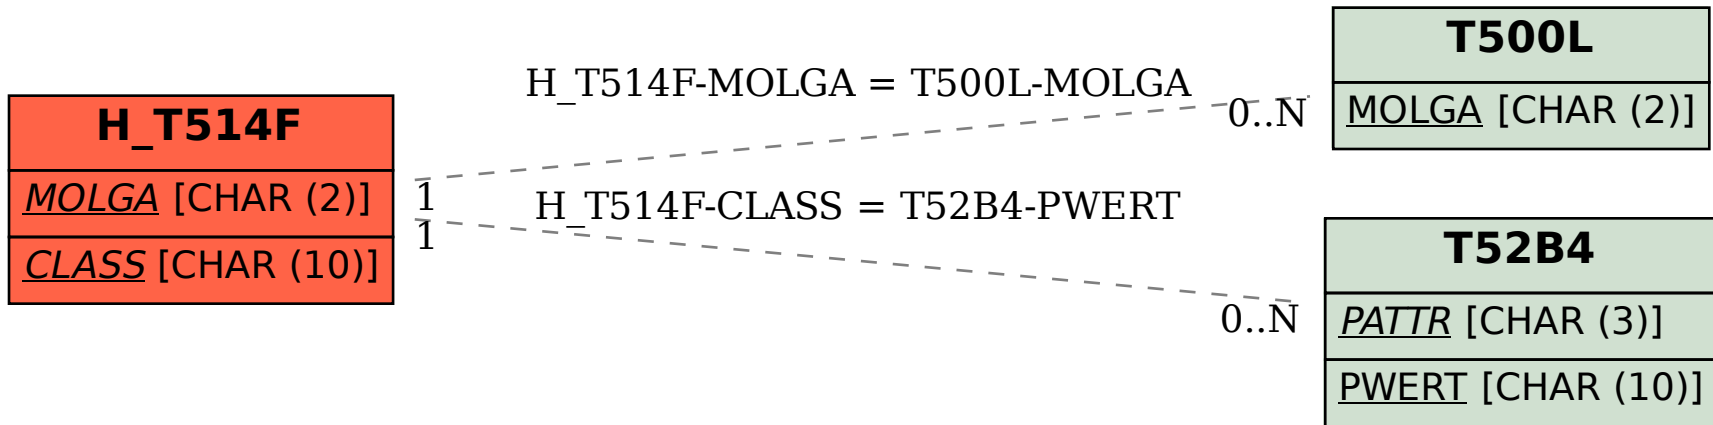 H_T514F
MOLGA [CHAR (2)]
CLASS [CHAR (10)]
H_T514F-MOLGA = T500L-MOLGA
1
0..N
H_T514F-CLASS = T52B4-PWERT
1
0..N
T500L
MOLGA [CHAR (2)]
T52B4
PATTR [CHAR (3)]
PWERT [CHAR (10)]